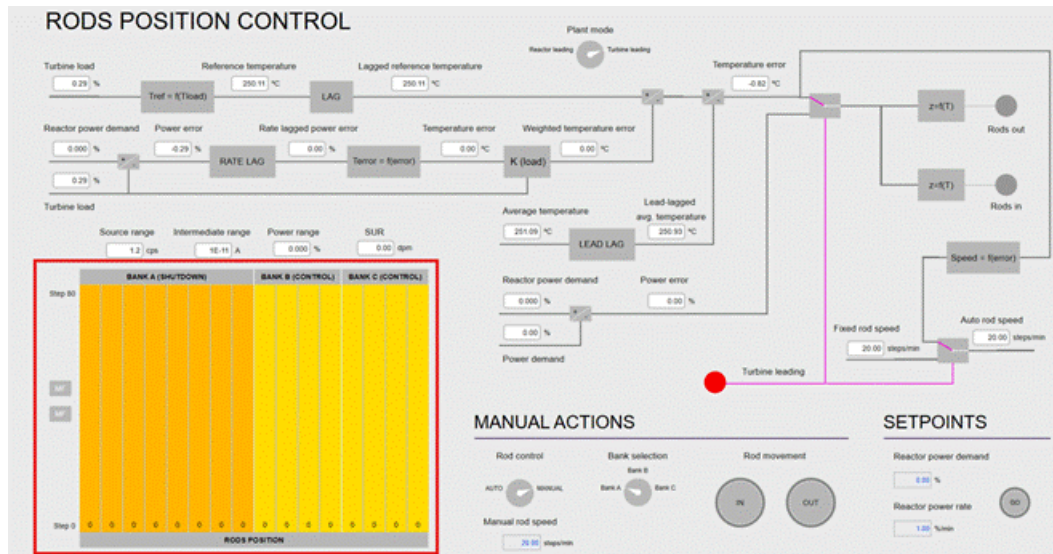 RODS POSITION CONTROL
Plant mode
Reactor leading Turbine leading
Turbine load
0.29 %
Tref = f(Tload)
Reference temperature
250.11 ºC
LAG
Lagged reference temperature
250.11 ºC
Temperature error
-0.82 ºC
Reactor power demand
0.000 %
Power error
-0.29 %
RATE LAG
Rate lagged power error
0.00 %
Terror = f(error)
Temperature error
0.00 ºC
K (load)
Weighted temperature error
0.00 ºC
0.29 %
Turbine load
z=f(T)
Rods out
z=f(T)
Rods in
Average temperature
251.09 ºC
LEAD LAG
Lead-lagged
avg. temperature
250.93 ºC
Speed = f(error)
Source range
1.2 cps
Intermediate range
1E-11 A
Power range
0.000 %
SUR
0.00 dpm
Reactor power demand
0.000 %
Power error
0.00 %
0.00 %
Power demand
Fixed rod speed
20.00 steps/min
Auto rod speed
20.00 steps/min
Turbine leading
BANK A (SHUTDOWN) BANK B (CONTROL) BANK C (CONTROL)
Step 80
Step 0 0 0 0 0 0 0 0 0 0 0 0 0 0 0 0 0
RODS POSITION
MANUAL ACTIONS
Rod control
AUTO MANUAL
Manual rod speed
20.00 steps/min
Bank selection
Bank B
Bank A Bank C
Rod movement
IN OUT
SETPOINTS
Reactor power demand
0.00 %
Reactor power rate
1.00 %/min
GO